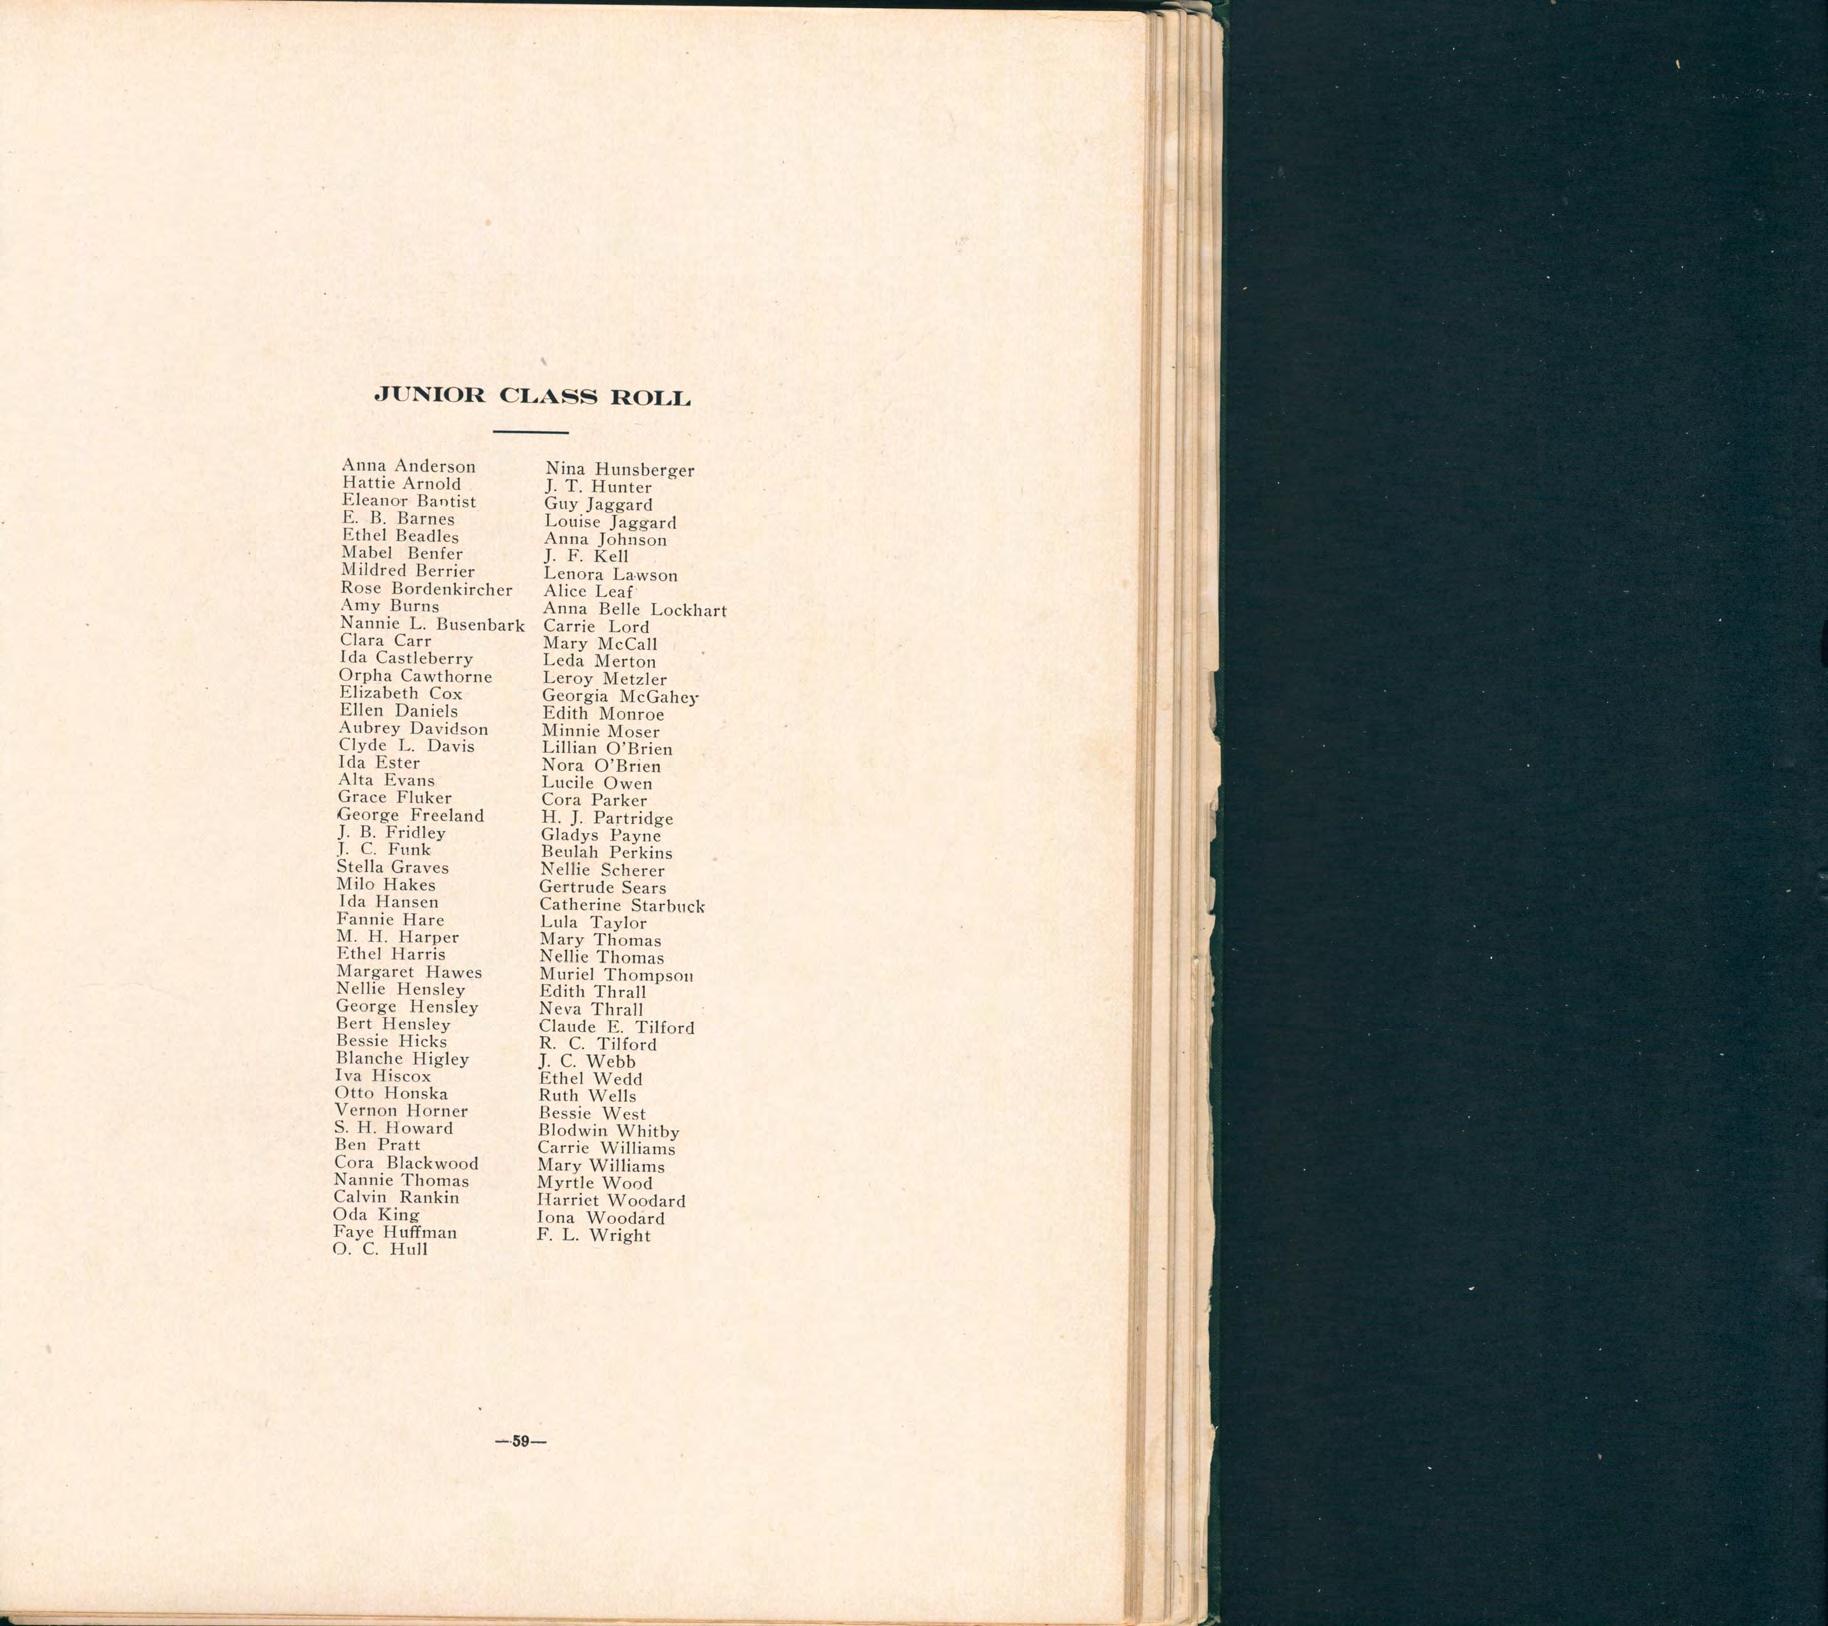 JUNIOR CLASS ROLL
Anna Anderson
Hattie Arnold
Eleanor Baptist
E. B. Barnes
Ethel Beadles
Mabel Benfer
Mildred Berrier
Rose Bordenkircher
Amy Burns
Nannie L. Busenbark
Clara Carr
Ida Castleberry
Orpha Cawthorne
Elizabeth Cox
Ellen Daniels
Aubrey Davidson
Clyde L. Davis
Ida Ester
Alta Evans
Grace Fluker
George Freeland
J. B. Fridley
J. C. Funk
Stella Graves
Milo Hakes
Ida Hansen
Fannie Hare
M. H. Harper
Ethel Harris
Margaret Hawes
Nellie Hensley
George Hensley
Bert Hensley
Bessie Hicks
Blanche Higley
Iva Hiscox
Otto Honska
Vernon Horner
S. H. Howard
Ben Pratt
Cora Blackwood
Nannie Thomas
Calvin Rankin
Oda King
Faye Huffman
O. C. Hull
Nina Hunsberger
J. T. Hunter
Guy Jaggard
Louise Jaggard
Anna Johnson
J. F. Kell
Lenora Lawson
Alice Leaf
Anna Belle Lockhart
Carrie Lord
Mary McCall
Leda Merton
Leroy Metzler
Georgia McGahey
Edith Monroe
Minnie Moser
Lillian O'Brien
Nora O'Brien
Lucile Owen
Cora Parker
H. J. Partridge
Gladys Payne
Beulah Perkins
Nellie Scherer
Gertrude Sears
Catherine Starbuck
Lula Taylor
Mary Thomas
Nellie Thomas
Muriel Thompson
Edith Thrall
Neva Thrall
Claude E. Tilford
R. C. Tilford
J. C. Webb
Ethel Wedd
Ruth Wells
Bessie West
Blodwin Whitby
Carrie Williams
Mary Williams
Myrtle Wood
Harriet Woodard
Iona Woodard
F. L. Wright
—59—